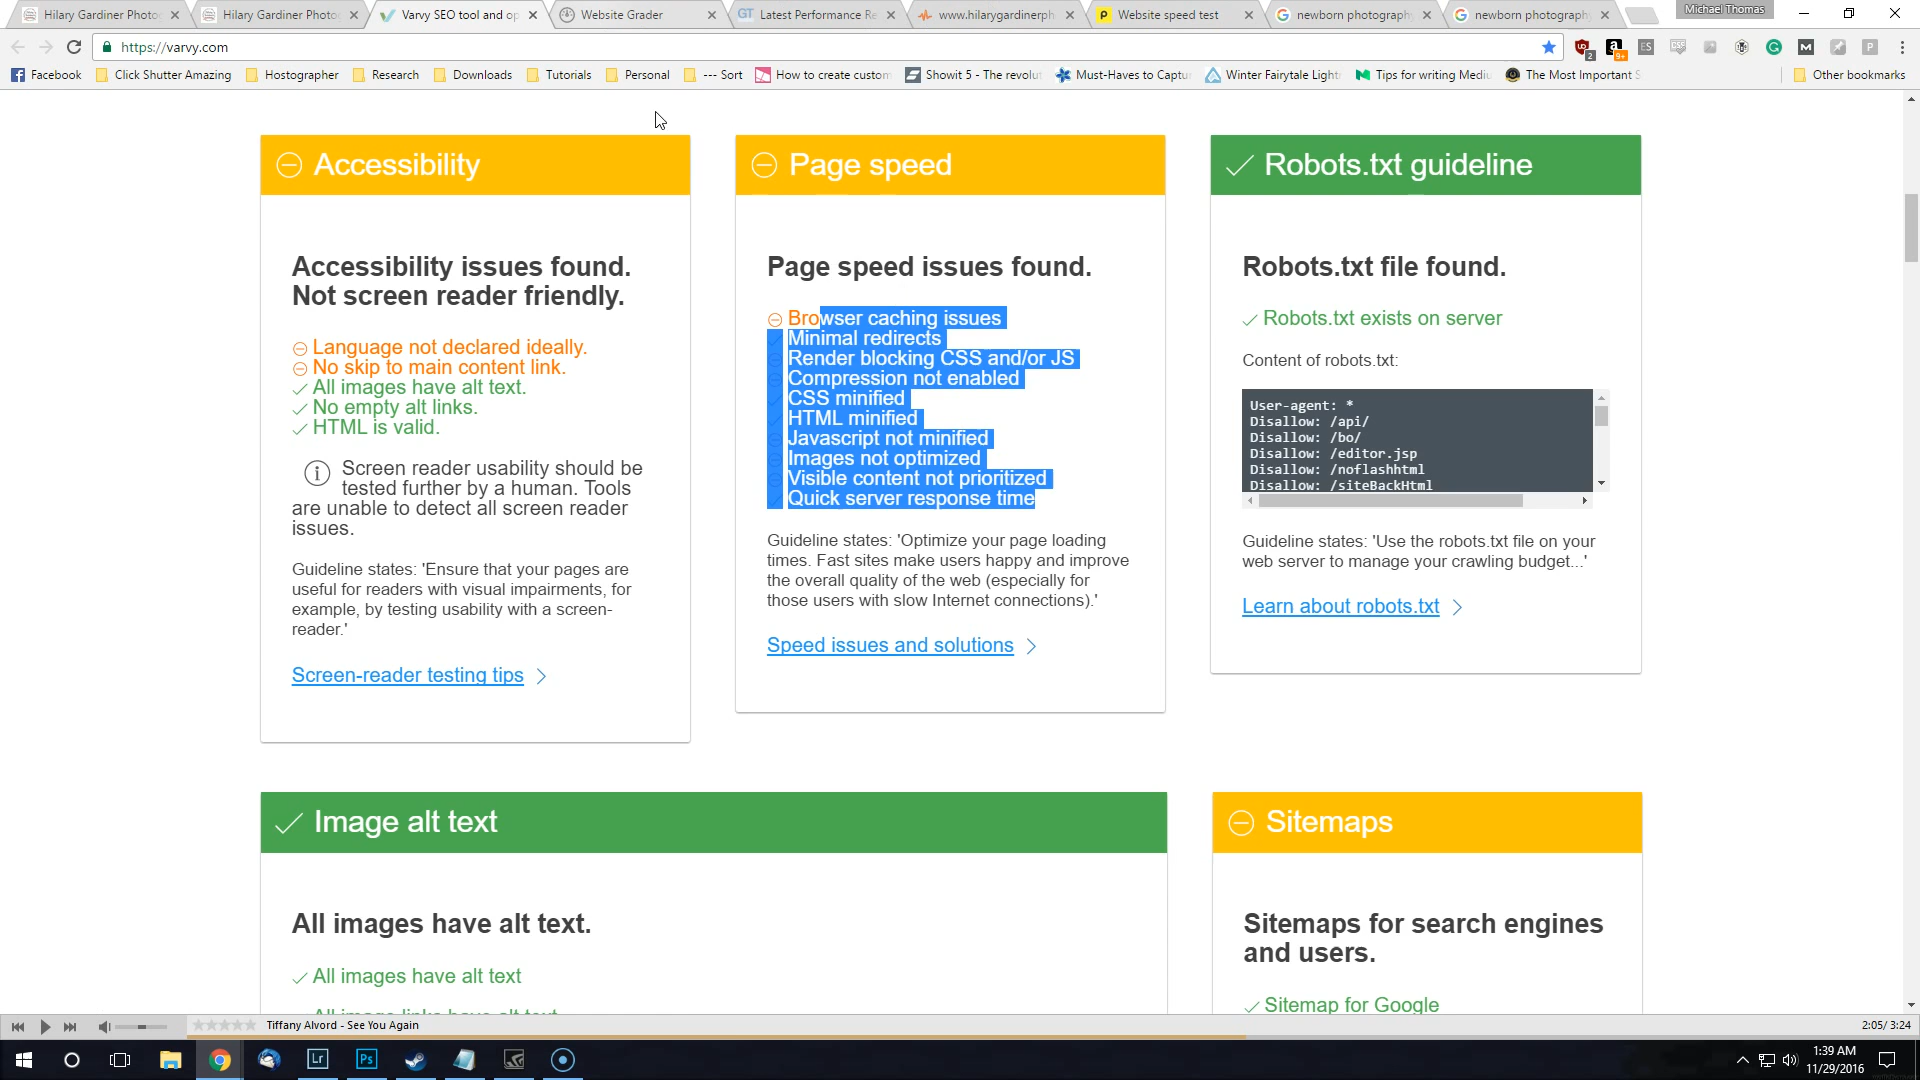 Hilary Gardiner Photo
Hilary Gardiner Photo
Varvy SEO tool and op
Website Grader
Latest Performance Re
www.hilarygardinerph
Website speed test
newborn photography
newborn photography
Michael Thomas
https://varvy.com
Facebook
Click Shutter Amazing
Hostographer
Research
Downloads
Tutorials
Personal
--- Sort
How to create custom
Showit 5 - The revolut
Must-Haves to Captu
Winter Fairytale Light
Tips for writing Mediu
The Most Important S
Other bookmarks
Accessibility
Accessibility issues found.
Not screen reader friendly.
Language not declared ideally.
No skip to main content link.
All images have alt text.
No empty alt links.
HTML is valid.
Screen reader usability should be
tested further by a human. Tools
are unable to detect all screen reader
issues.
Guideline states: 'Ensure that your pages are
useful for readers with visual impairments, for
example, by testing usability with a screen-
reader.'
Screen-reader testing tips
Page speed
Page speed issues found.
Browser caching issues
Minimal redirects
Render blocking CSS and/or JS
Compression not enabled
CSS minified
HTML minified
Javascript not minified
Images not optimized
Visible content not prioritized
Quick server response time
Guideline states: 'Optimize your page loading
times. Fast sites make users happy and improve
the overall quality of the web (especially for
those users with slow Internet connections).'
Speed issues and solutions
Robots.txt guideline
Robots.txt file found.
Robots.txt exists on server
Content of robots.txt:
User-agent: *
Disallow: /api/
Disallow: /bo/
Disallow: /editor.jsp
Disallow: /noflashhtml
Disallow: /siteBackHtml
Guideline states: 'Use the robots.txt file on your
web server to manage your crawling budget...'
Learn about robots.txt
Image alt text
All images have alt text.
All images have alt text
All image links have alt text
Sitemaps
Sitemaps for search engines
and users.
Sitemap for Google
Tiffany Alvord - See You Again
2:05/ 3:24
Lr
Ps
1:39 AM
11/29/2016